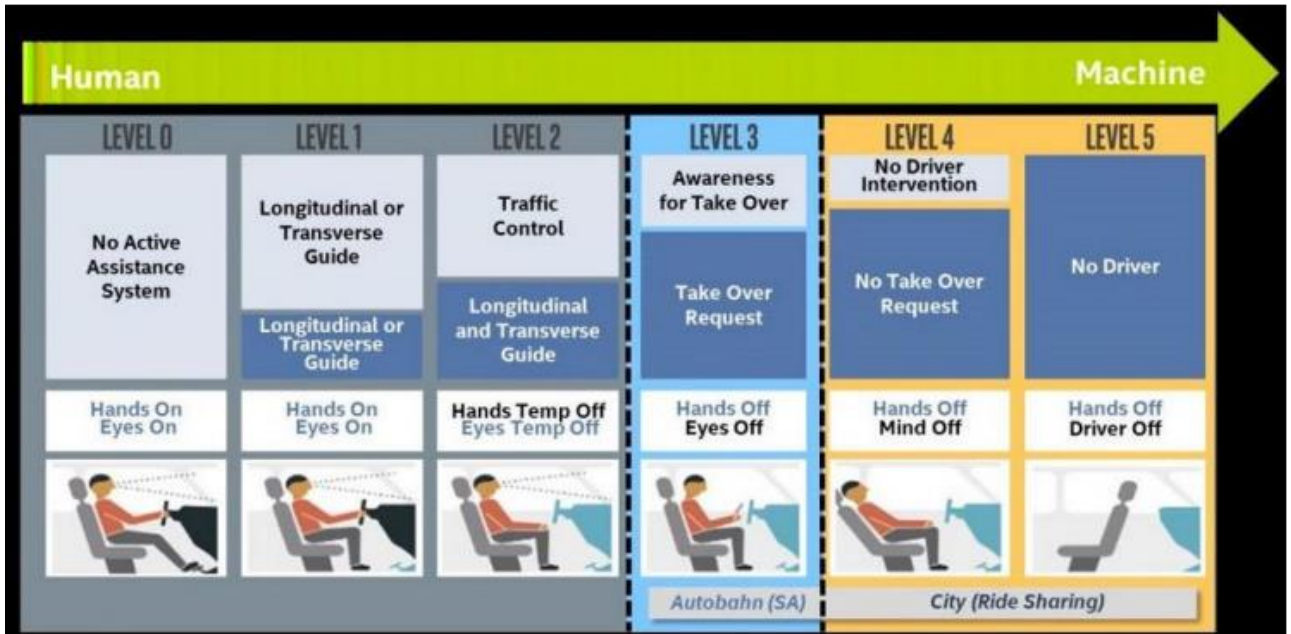 Human
Machine
LEVEL 0
LEVEL 1
LEVEL 2
LEVEL 3
LEVEL 4
LEVEL 5
No Active
Assistance
System
Longitudinal or
Transverse
Guide
Longitudinal or
Transverse
Guide
Traffic
Control
Longitudinal
and Transverse
Guide
Awareness
for Take Over
Take Over
Request
No Driver
Intervention
No Take Over
Request
No Driver
Hands On
Eyes On
Hands On
Eyes On
Hands Temp Off
Eyes Temp Off
Hands Off
Eyes Off
Hands Off
Mind Off
Hands Off
Driver Off
Autobahn (SA)
City (Ride Sharing)